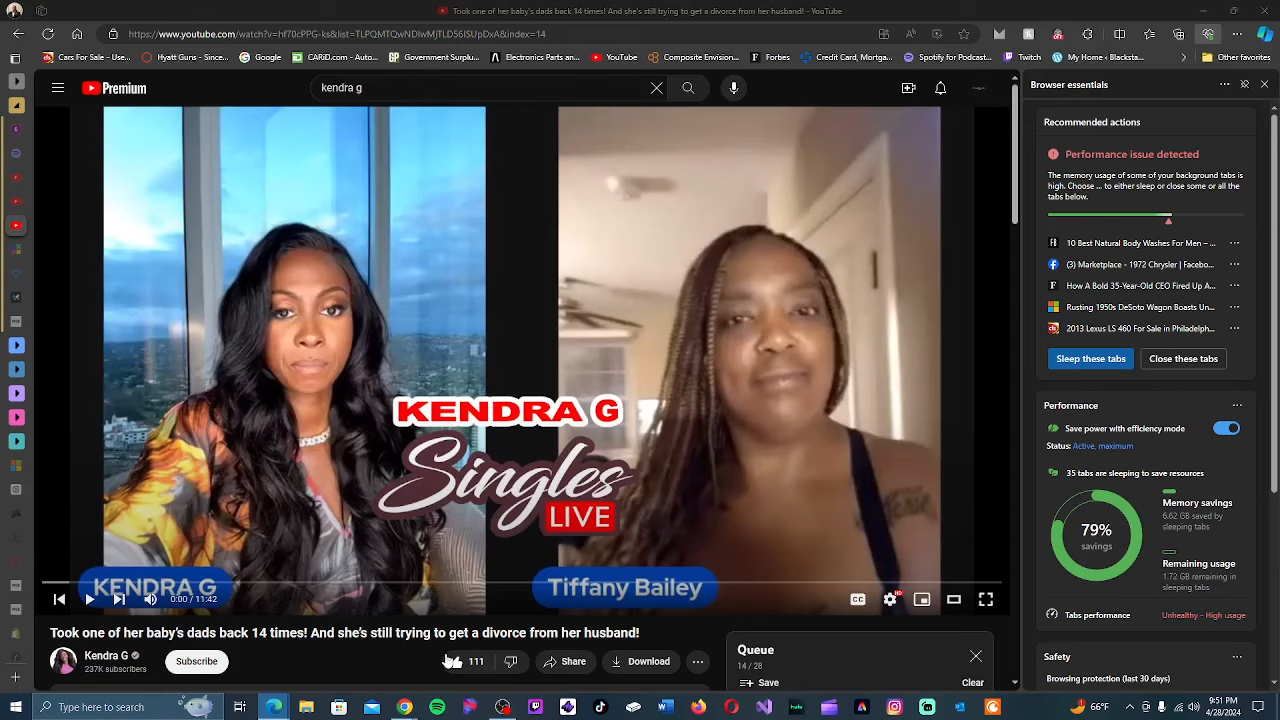 Took one of her baby's dads back 14 times! And she's still trying to get a divorce from her husband! - YouTube
https://www.youtube.com/watch?v=Hf70cPPG-ks&list=TLPQMTQwNDIwMjTLD56iSUpDxA&index=14
Cars For Sale: Used...
Hyatt Guns - Shooti...
Google
CARiD.com - Auto...
Government Surplu...
Electronic Parts an...
YouTube
Suggested Sites
Forbes
Credit Card, Mortga...
Spotify - Discover
Twitch
My Home | Blacksta...
Other favorites
Premium
kendra g
KENDRA G
Singles
LIVE
KENDRA G
Tiffany Bailey
0:00 / 11:42
CC
HD
Took one of her baby's dads back 14 times! And she's still trying to get a divorce from her husband!
Kendra G
237K subscribers
Subscribe
111
Share
Download
Queue
14 / 28
Save
Clear
Browser essentials
Recommended actions
Performance issue detected
The memory usage of some of your background tabs
is high. Choose ... to either sleep or close some or all the
tabs below.
10 Best Natural Body Washes For Men – ...
(3) Marketplace - 1972 Chrysler | Facebo...
How A Bold 35-Year-Old CEO Fired Up A...
Rusting 1950s DeSoto Wagon Boasts Un...
2013 Lexus LS 460 For Sale in Philadelph...
Sleep these tabs
Close these tabs
Performance
Save power with efficiency mode
Status: Active, maximum
35 tabs are sleeping to save resources
79%
savings
Memory savings
6.62 GB saved by
sleeping tabs
Remaining usage
1.72 GB remaining in
sleeping tabs
Tabs performance
Unhealthy - High usage
Safety
Browsing protection (last 30 days)
Type here to search
hulu
66°F
9:51 PM
4/28/2024